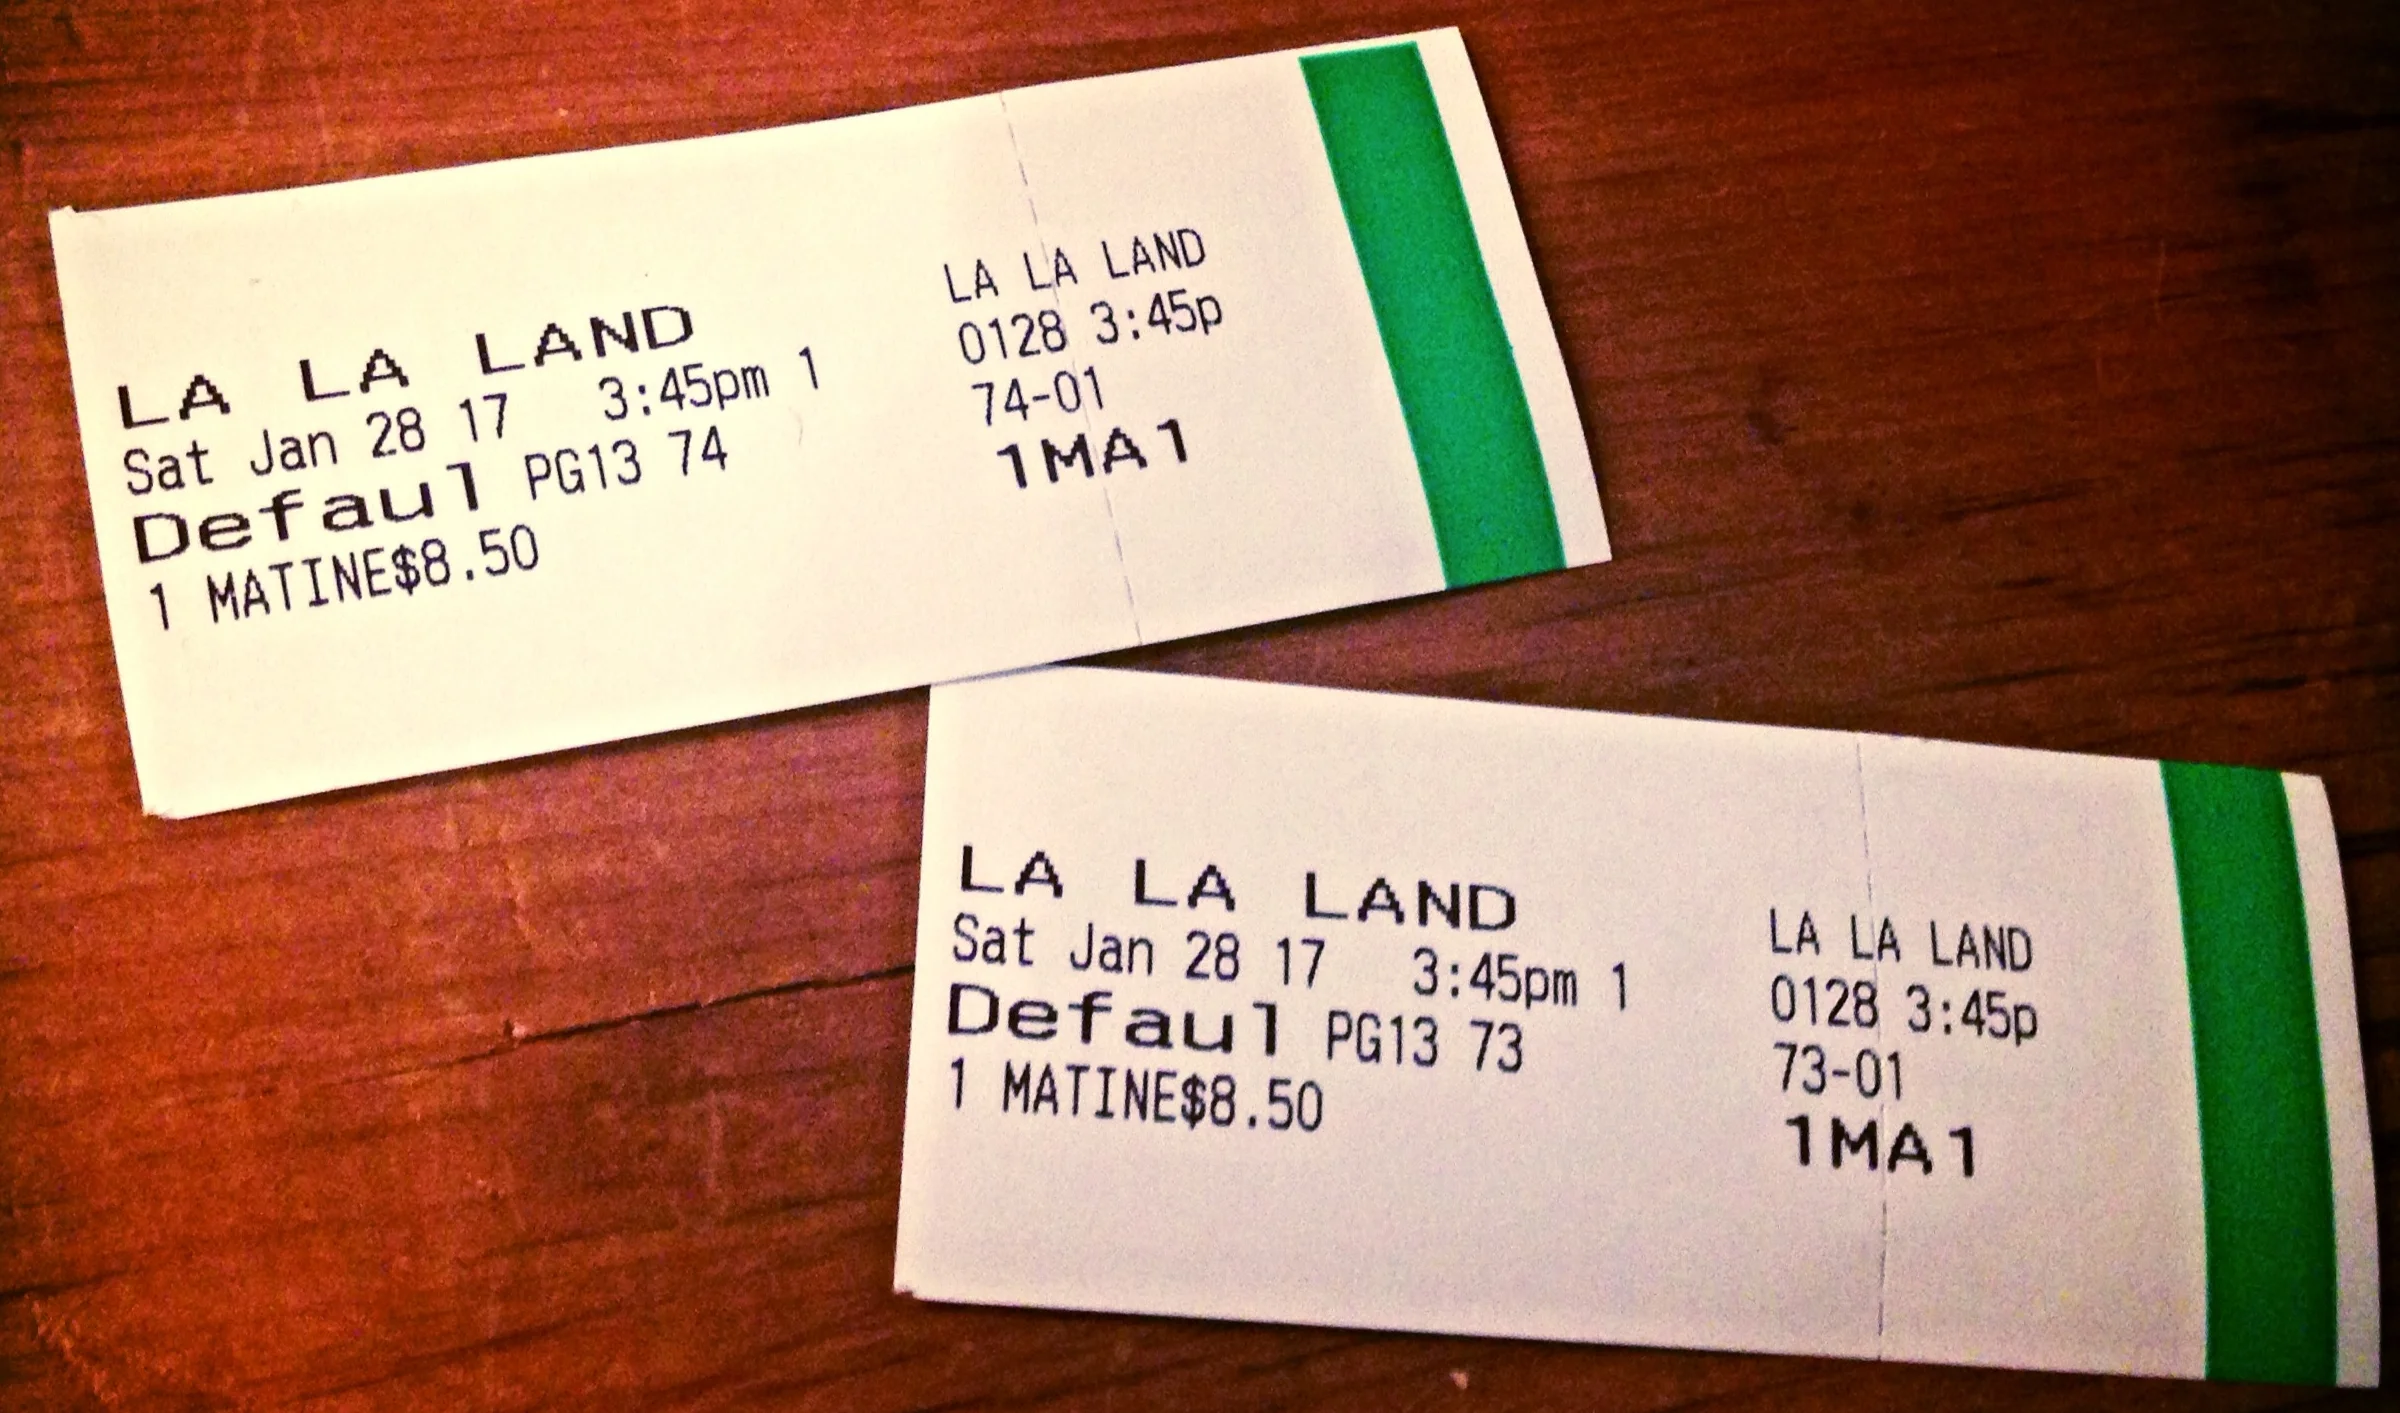 LA LA LAND
Sat Jan 28 17 3:45pm 1
Defaul PG13 74
1 MATINE$8.50
LA LA LAND
0128 3:45p
74-01
1MA1
LA LA LAND
Sat Jan 28 17 3:45pm 1
Defaul PG13 73
1 MATINE$8.50
LA LA LAND
0128 3:45p
73-01
1MA1